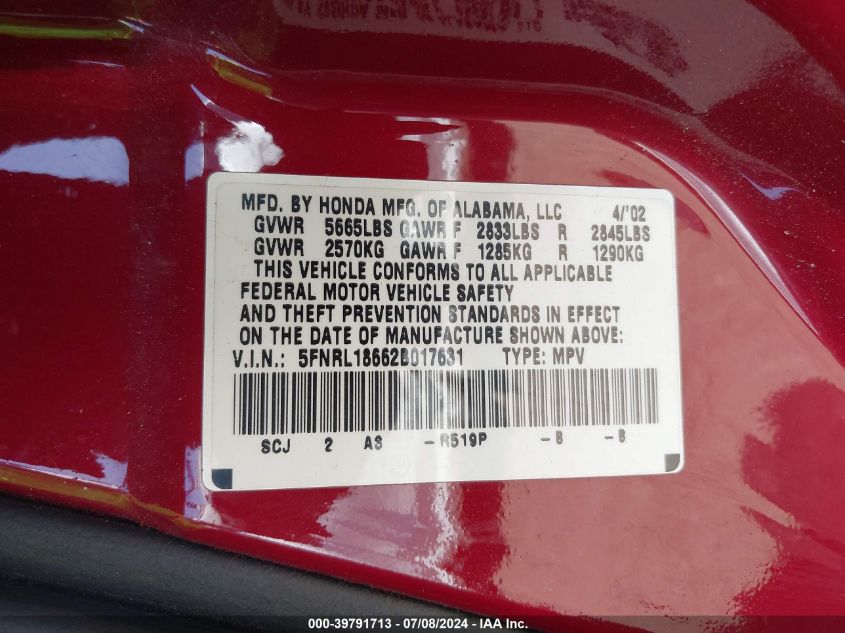 MFD. BY HONDA MFG. OF ALABAMA, LLC 4/'02
GVWR 5665LBS GAWR F 2833LBS R 2845LBS
GVWR 2570KG GAWR F 1285KG R 1290KG
THIS VEHICLE CONFORMS TO ALL APPLICABLE
FEDERAL MOTOR VEHICLE SAFETY
AND THEFT PREVENTION STANDARDS IN EFFECT
ON THE DATE OF MANUFACTURE SHOWN ABOVE:
V.I.N.: 5FNRL18662B017631 TYPE: MPV
SCJ 2 A3 -R519P -B -B
000-39791713 - 07/08/2024 - IAA Inc.